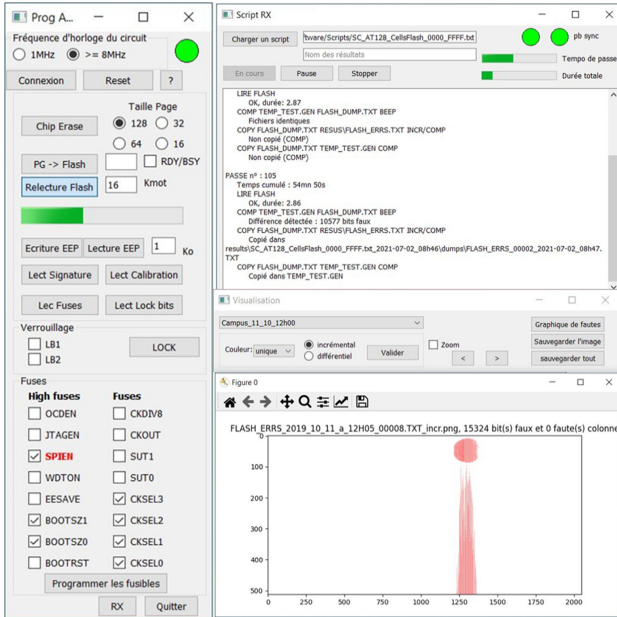 Prog A...
Fréquence d'horloge du circuit
1MHz >= 8MHz
Connexion Reset ?
Taille Page
Chip Erase 128 32
64 16
PG -> Flash RDY/BSY
Relecture Flash 16 Kmot
Ecriture EEP Lecture EEP 1 Ko
Lect Signature Lect Calibration
Lec Fuses Lect Lock bits
Verrouillage
LB1
LB2
LOCK
Fuses
High fuses Fuses
OCDEN CKDIV8
JTAGEN CKOUT
SPIEN SUT1
WDTON SUT0
EESAVE CKSEL3
BOOTSZ1 CKSEL2
BOOTSZ0 CKSEL1
BOOTRST CKSEL0
Programmer les fusibles
RX Quitter
Script RX
Charger un script :tware/Scripts/SC_AT128_CellsFlash_0000_FFFF.txt pb sync
Nom des résultats Tempo de passe
En cours Pause Stopper Durée totale
LIRE FLASH
OK, durée: 2.87
COMP TEMP_TEST.GEN FLASH_DUMP.TXT BEEP
Fichiers identiques
COPY FLASH_DUMP.TXT RESUS\FLASH_ERRS.TXT INCR/COMP
Non copié (COMP)
COPY FLASH_DUMP.TXT TEMP_TEST.GEN COMP
Non copié (COMP)
PASSE n° : 105
Temps cumulé : 54mn 50s
LIRE FLASH
OK, durée: 2.86
COMP TEMP_TEST.GEN FLASH_DUMP.TXT BEEP
Différence détectée : 10577 bits faux
COPY FLASH_DUMP.TXT RESUS\FLASH_ERRS.TXT INCR/COMP
Copié dans
results\SC_AT128_CellsFlash_0000_FFFF.txt_2021-07-02_08h46\dumps\FLASH_ERRS_00002_2021-07-02_08h47.
TXT
COPY FLASH_DUMP.TXT TEMP_TEST.GEN COMP
Copié dans TEMP_TEST.GEN
Visualisation
Campus_11_10_12h00 Graphique de fautes
Couleur: unique incrémental Valider Zoom Sauvegarder l'image
différentiel < > sauvegarder tout
Figure 0
FLASH_ERRS_2019_10_11_a_12H05_00008.TXT_incr.png, 15324 bit(s) faux et 0 faute(s) colonne
0
100
200
300
400
500
0 250 500 750 1000 1250 1500 1750 2000